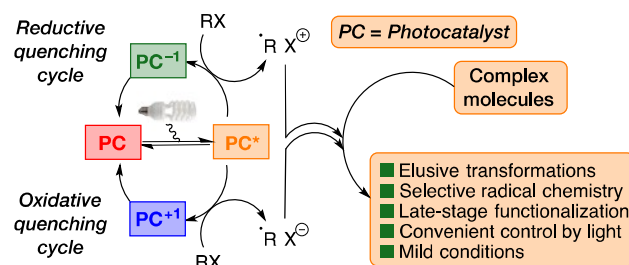 Reductive
quenching
cycle
RX
•R X⊕
PC = Photocatalyst
PC⁻¹
Complex
molecules
PC
PC*
Elusive transformations
Selective radical chemistry
Late-stage functionalization
Convenient control by light
Mild conditions
Oxidative
quenching
cycle
PC⁺¹
•R X⊖
RX